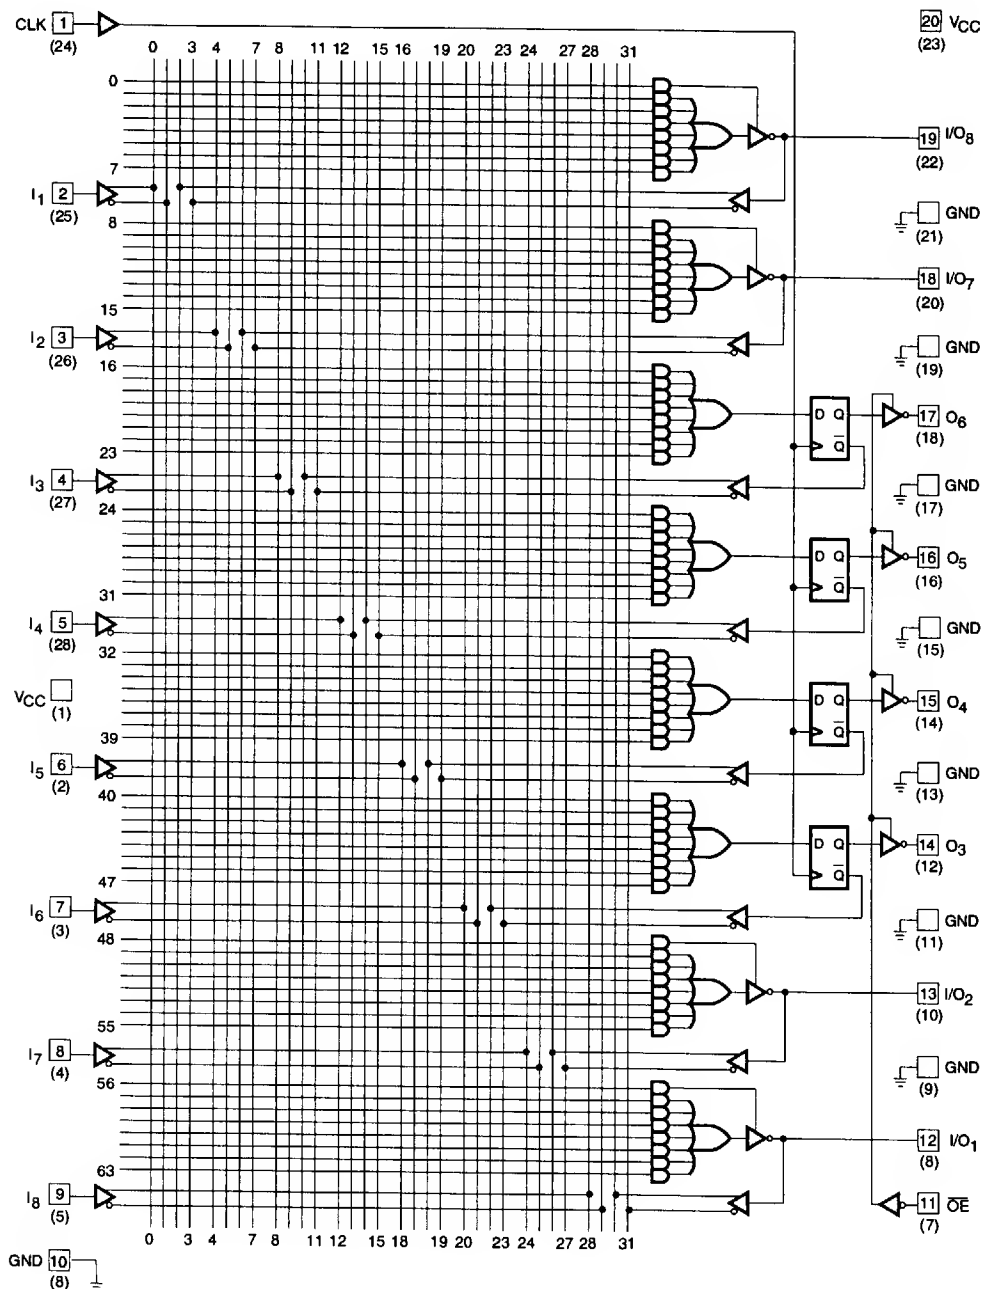 CLK 1 (24)
20 VCC (23)
0 3 4 7 8 11 12 15 16 19 20 23 24 27 28 31
0
7
19 I/O8 (22)
I1 2 (25)
GND (21)
8
15
18 I/O7 (20)
I2 3 (26)
GND (19)
16
23
D Q
Q
17 O6 (18)
I3 4 (27)
GND (17)
24
31
D Q
Q
16 O5 (16)
I4 5 (28)
GND (15)
32
39
VCC (1)
D Q
Q
15 O4 (14)
I5 6 (2)
GND (13)
40
47
D Q
Q
14 O3 (12)
I6 7 (3)
GND (11)
48
55
13 I/O2 (10)
I7 8 (4)
GND (9)
56
63
12 I/O1 (8)
I8 9 (5)
11 OE (7)
0 3 4 7 8 11 12 15 18 19 20 23 24 27 28 31
GND 10 (8)